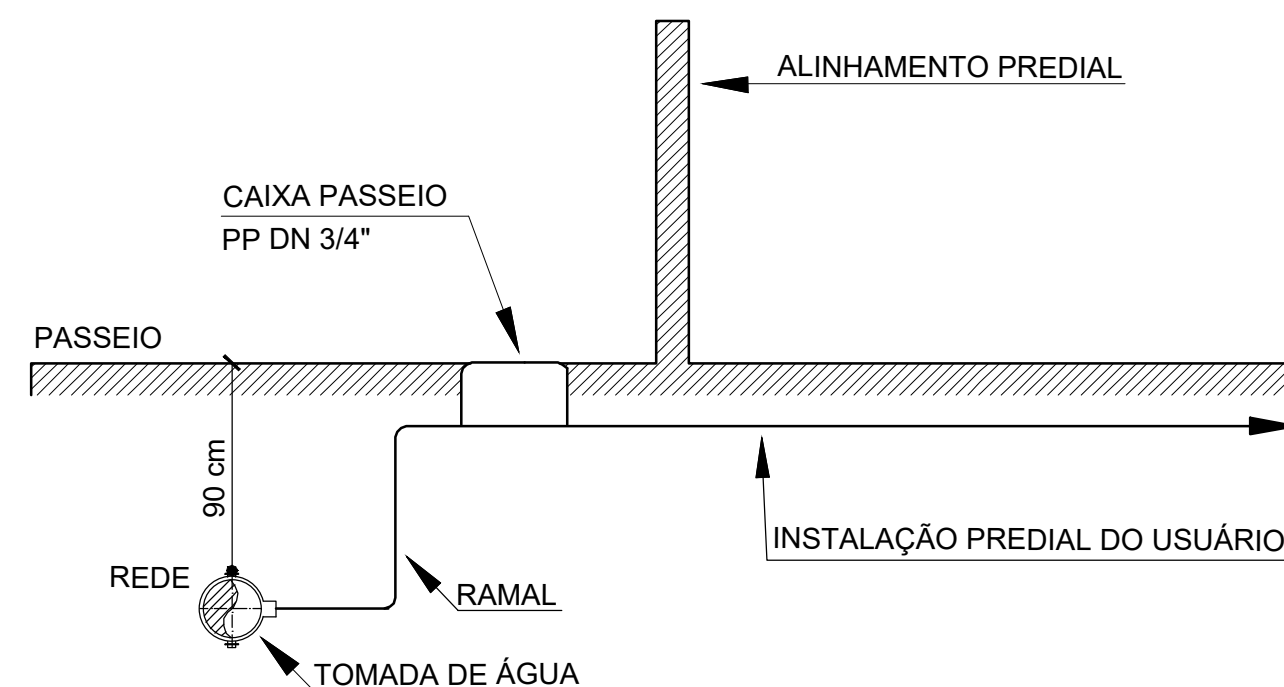 ALINHAMENTO PREDIAL
CAIXA PASSEIO
PP DN 3/4"
PASSEIO
90 cm
INSTALAÇÃO PREDIAL DO USUÁRIO
REDE
RAMAL
TOMADA DE ÁGUA